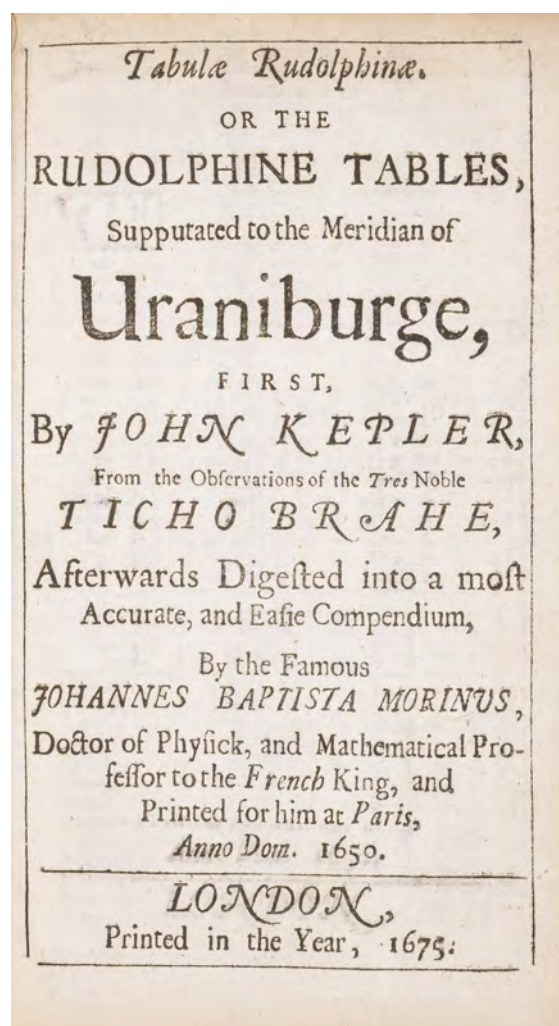 Tabulæ Rudolphinæ.
OR THE
RUDOLPHINE TABLES,
Supputated to the Meridian of
Uraniburge,
FIRST,
By JOHN KEPLER,
From the Obſervations of the Tres Noble
TICHO BRAHE,
Afterwards Digeſted into a moſt
Accurate, and Eaſie Compendium,
By the Famous
JOHANNES BAPTISTA MORINVS,
Doctor of Phyſick, and Mathematical Pro-
feſſor to the French King, and
Printed for him at Paris,
Anno Dom. 1650.
LONDON,
Printed in the Year, 1675.